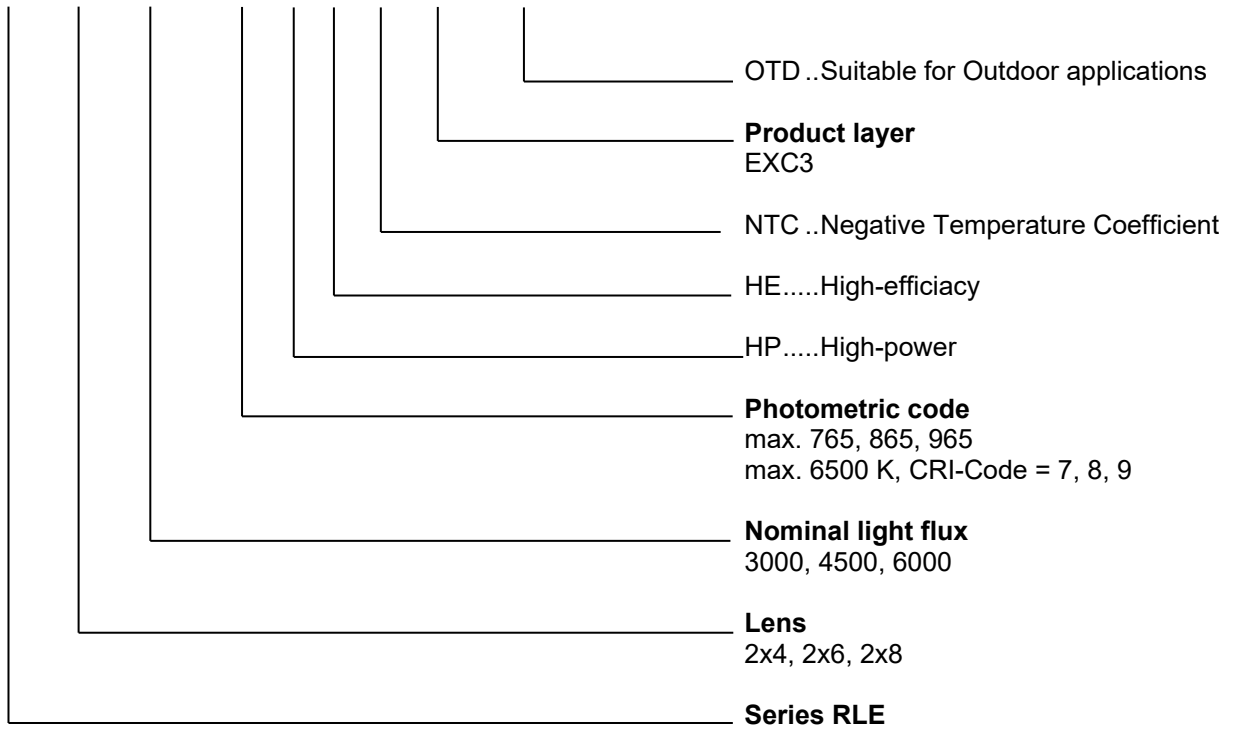 OTD ..Suitable for Outdoor applications
Product layer
EXC3
NTC ..Negative Temperature Coefficient
HE.....High-efficiacy
HP.....High-power
Photometric code
max. 765, 865, 965
max. 6500 K, CRI-Code = 7, 8, 9
Nominal light flux
3000, 4500, 6000
Lens
2x4, 2x6, 2x8
Series RLE